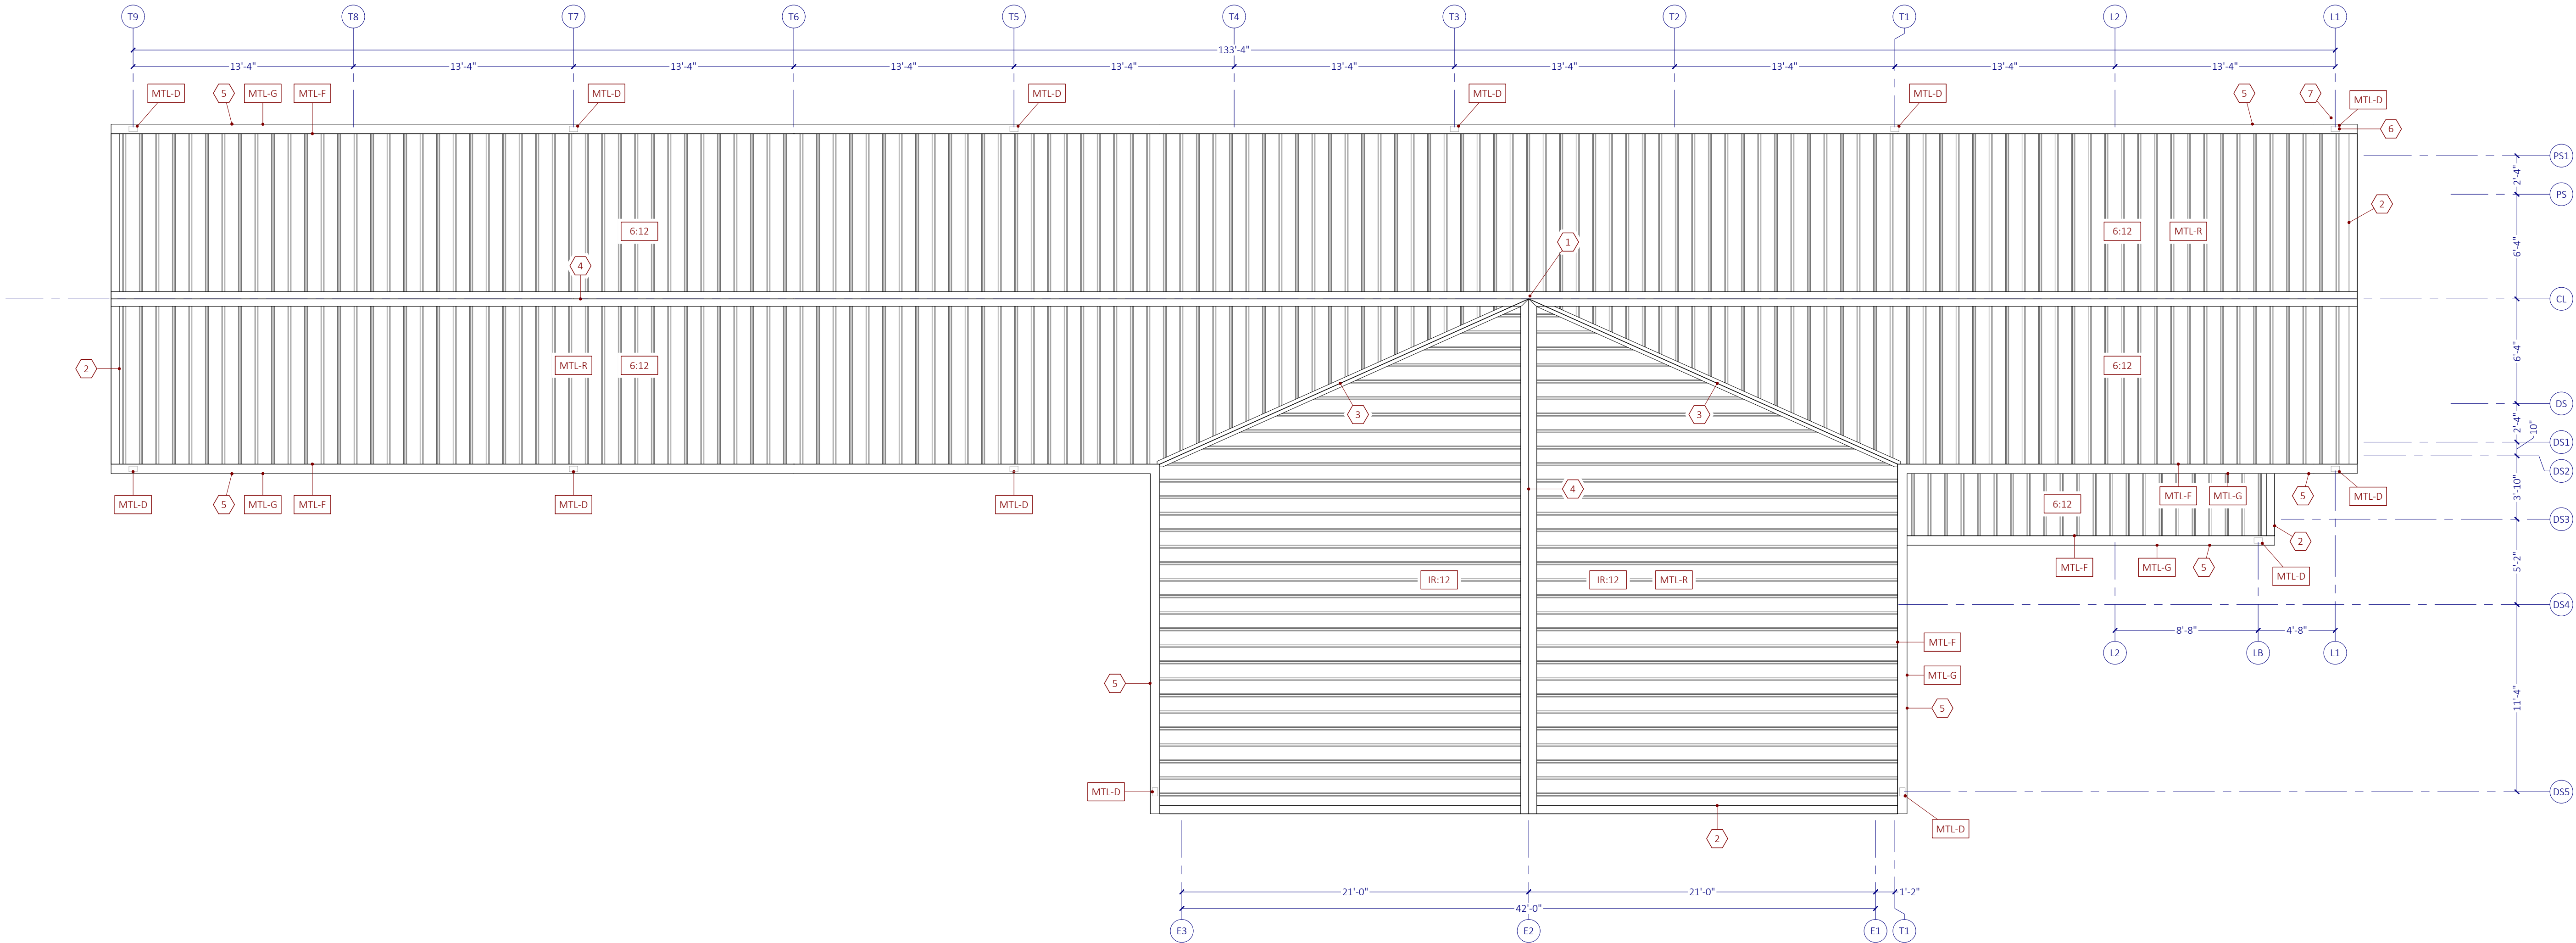 T9 T8 T7 T6 T5 T4 T3 T2 T1 L2 L1
133'-4"
13'-4" 13'-4" 13'-4" 13'-4" 13'-4" 13'-4" 13'-4" 13'-4" 13'-4" 13'-4"
MTL-D 5 MTL-G MTL-F MTL-D MTL-D MTL-D MTL-D 5 7 MTL-D
6
PS1
2'-4"
PS
2
6:12 6:12 MTL-R
1
6'-4"
4
CL
6'-4"
MTL-R 6:12 6:12
2
DS
3 3
2'-4"
10"
DS1
DS2
4
3'-10"
MTL-D 5 MTL-G MTL-F MTL-D MTL-D 6:12 MTL-F MTL-G 5 MTL-D
DS3
2
5'-2"
MTL-F MTL-G 5 MTL-D
IR:12 IR:12 MTL-R
DS4
8'-8" 4'-8"
MTL-F
L2 LB L1
MTL-G
5
11'-4"
5
MTL-D
DS5
MTL-D
2
21'-0" 21'-0" 1'-2"
42'-0"
E3 E2 E1 T1